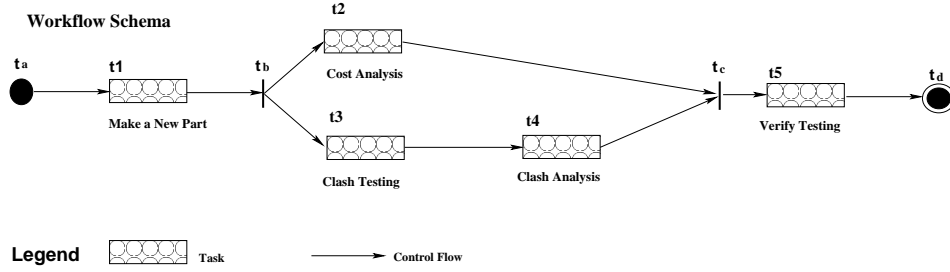 Workflow Schema
ta
t1
Make a New Part
tb
t2
Cost Analysis
t3
Clash Testing
t4
Clash Analysis
tc
t5
Verify Testing
td
Legend
Task
Control Flow